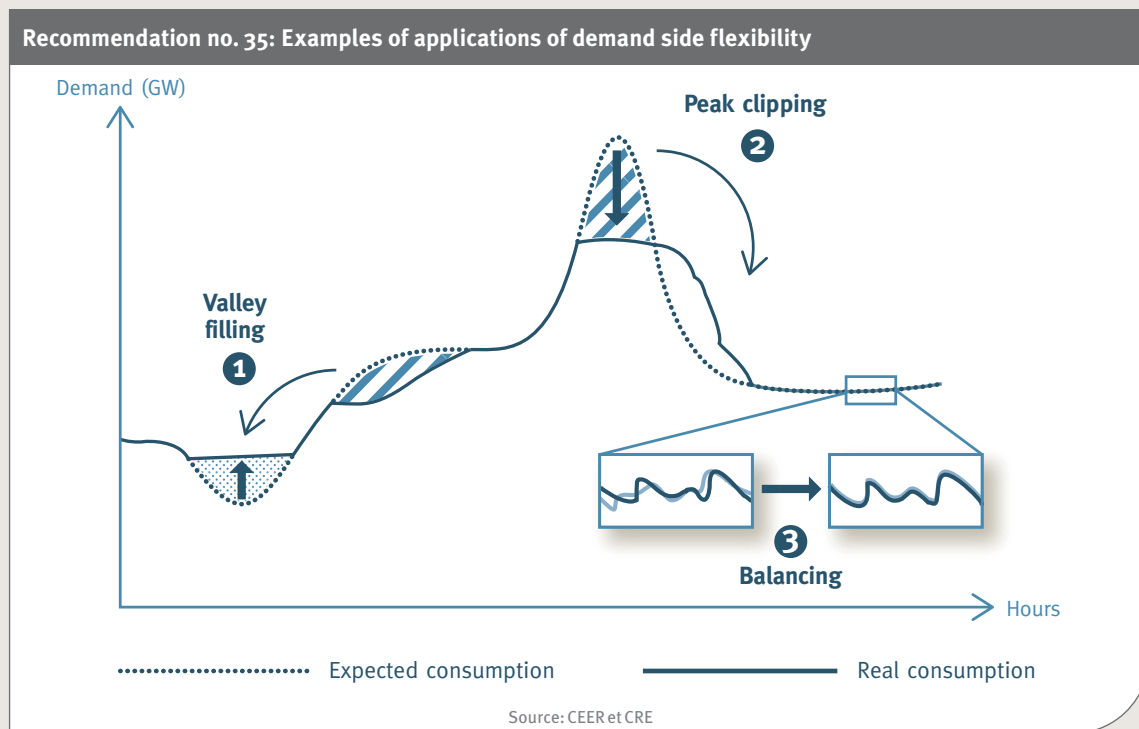 Recommendation no. 35: Examples of applications of demand side flexibility
Demand (GW)
Peak clipping
2
Valley
filling
1
3
Balancing
Hours
Expected consumption
Real consumption
Source: CEER et CRE